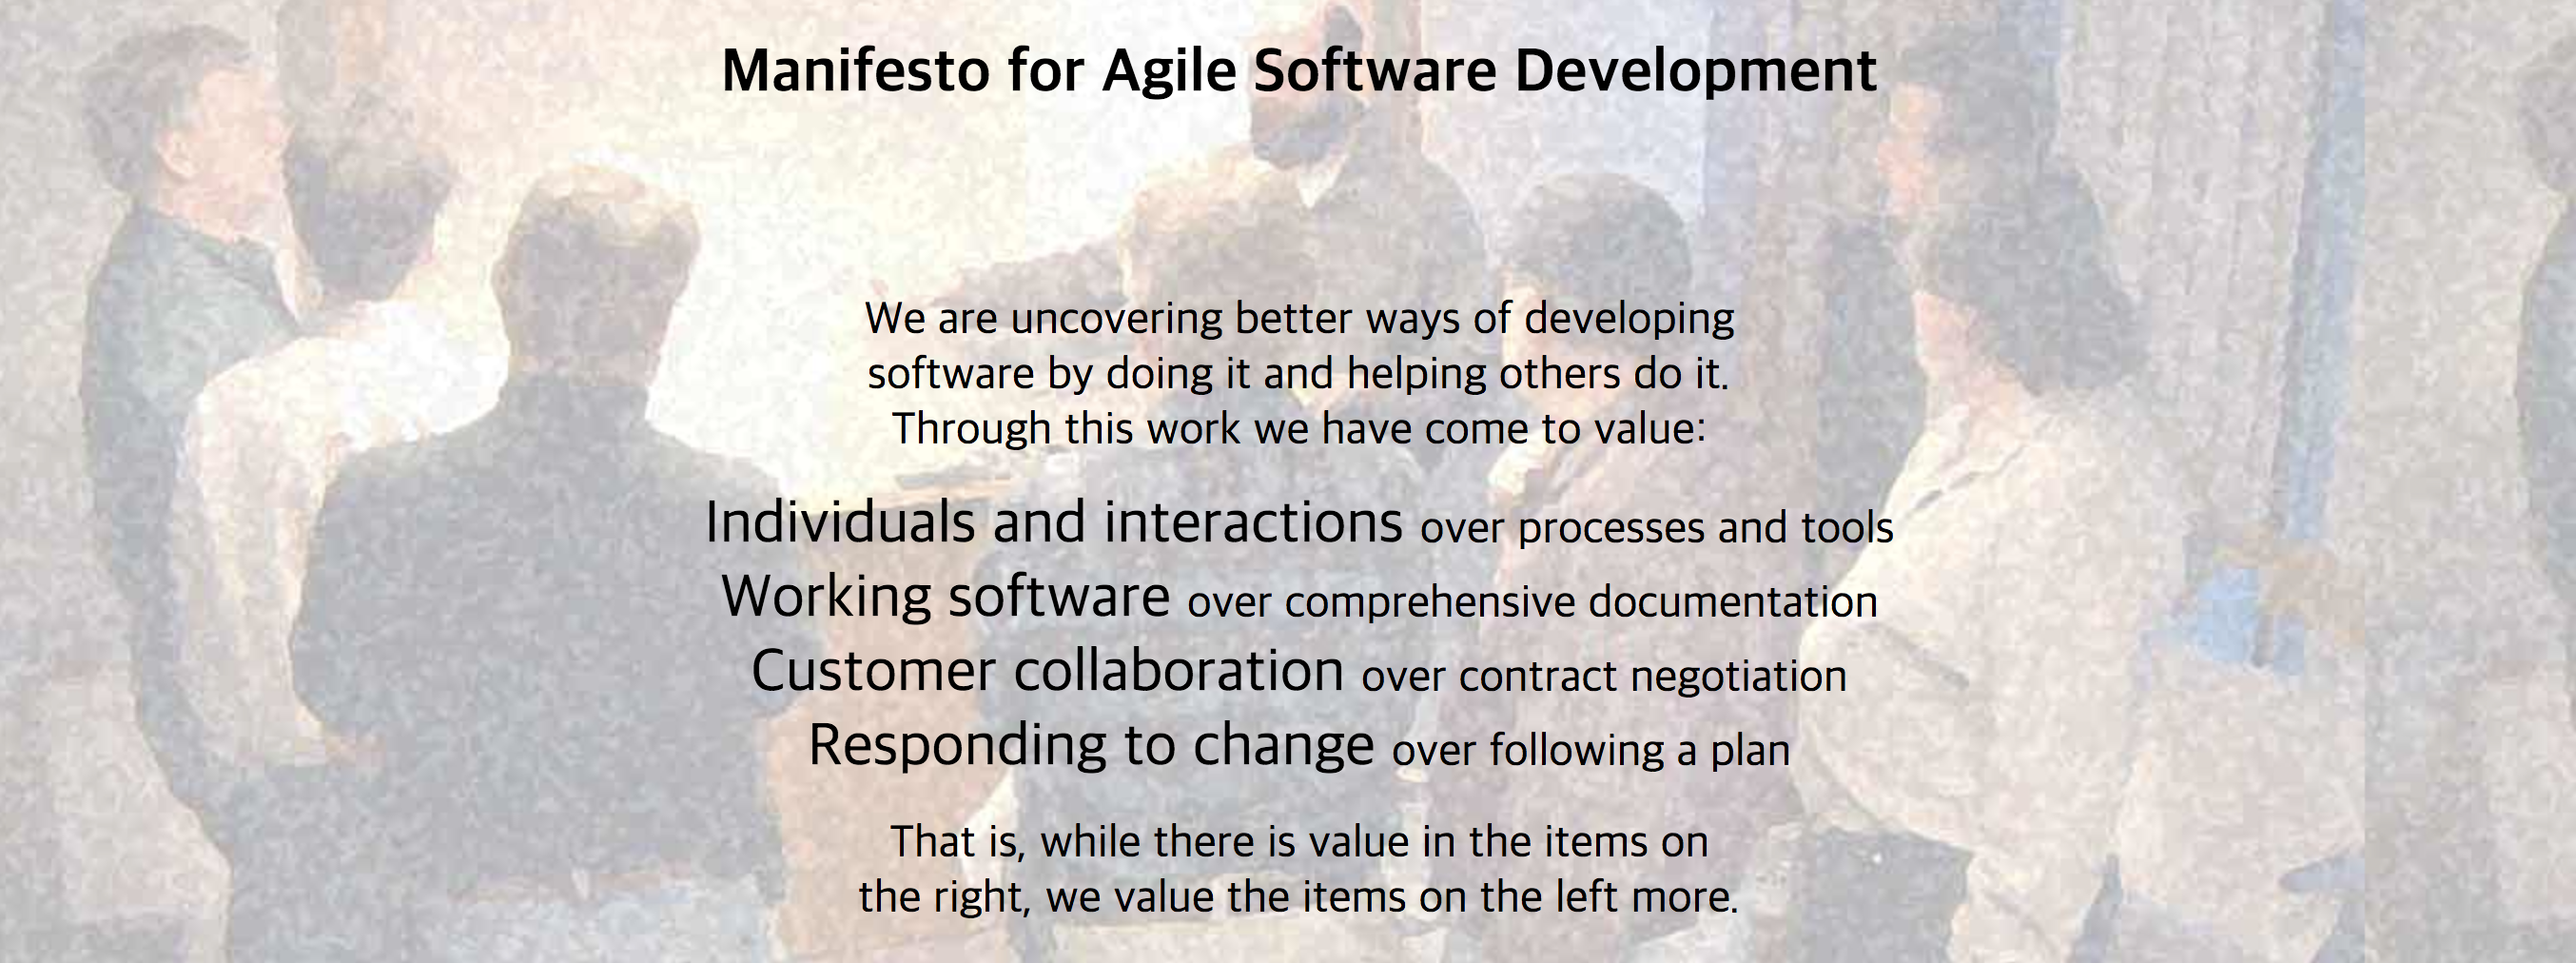 Manifesto for Agile Software Development
We are uncovering better ways of developing
software by doing it and helping others do it.
Through this work we have come to value:
Individuals and interactions over processes and tools
Working software over comprehensive documentation
Customer collaboration over contract negotiation
Responding to change over following a plan
That is, while there is value in the items on
the right, we value the items on the left more.